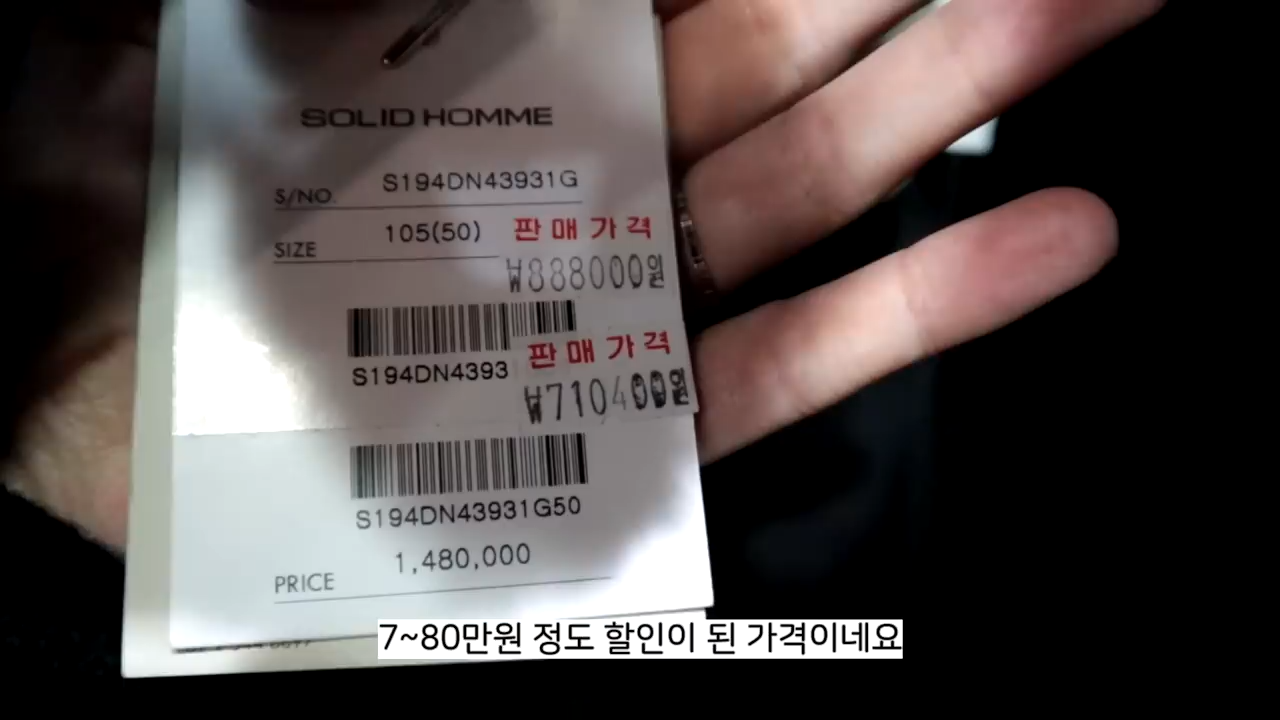 SOLID HOMME
S/NO. S194DN43931G
SIZE 105(50)
판매가격
₩888000원
판매가격
S194DN4393
₩710400원
S194DN43931G50
PRICE 1,480,000
7~80만원 정도 할인이 된 가격이네요